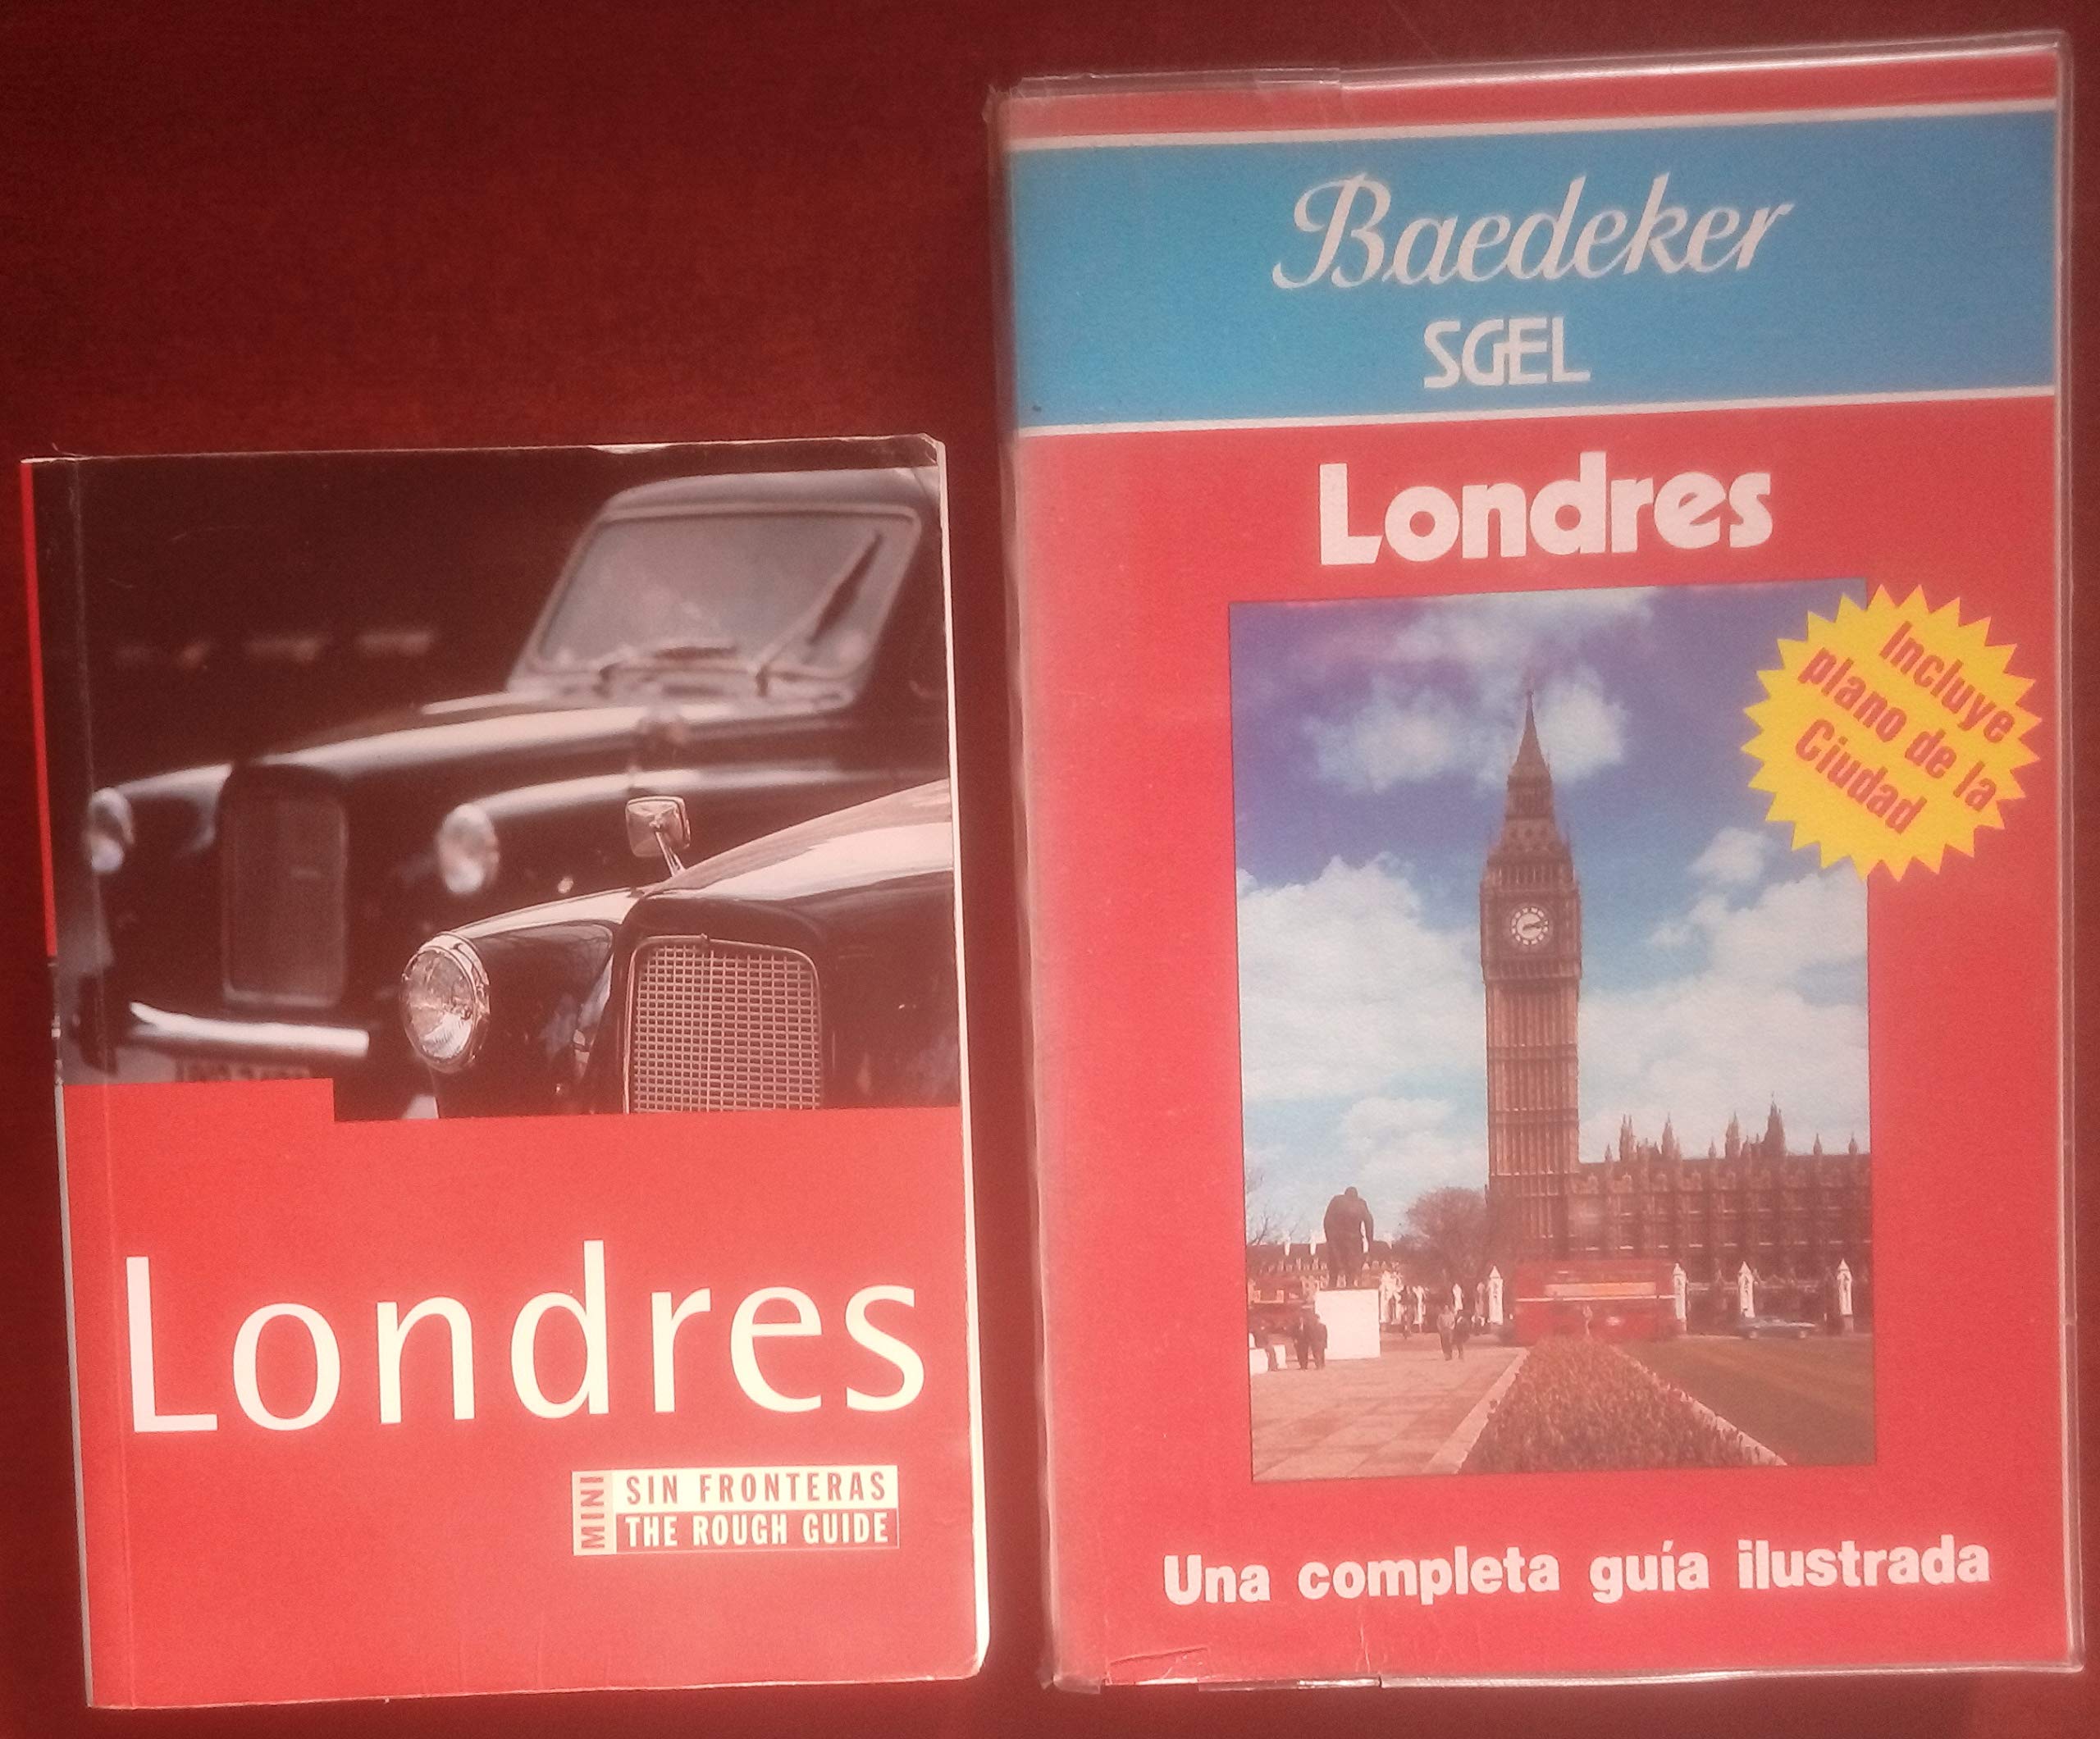 Londres
MINI
SIN FRONTERAS
THE ROUGH GUIDE
Baedeker
SGEL
Londres
Incluye
plano de la
Ciudad
Una completa guía ilustrada